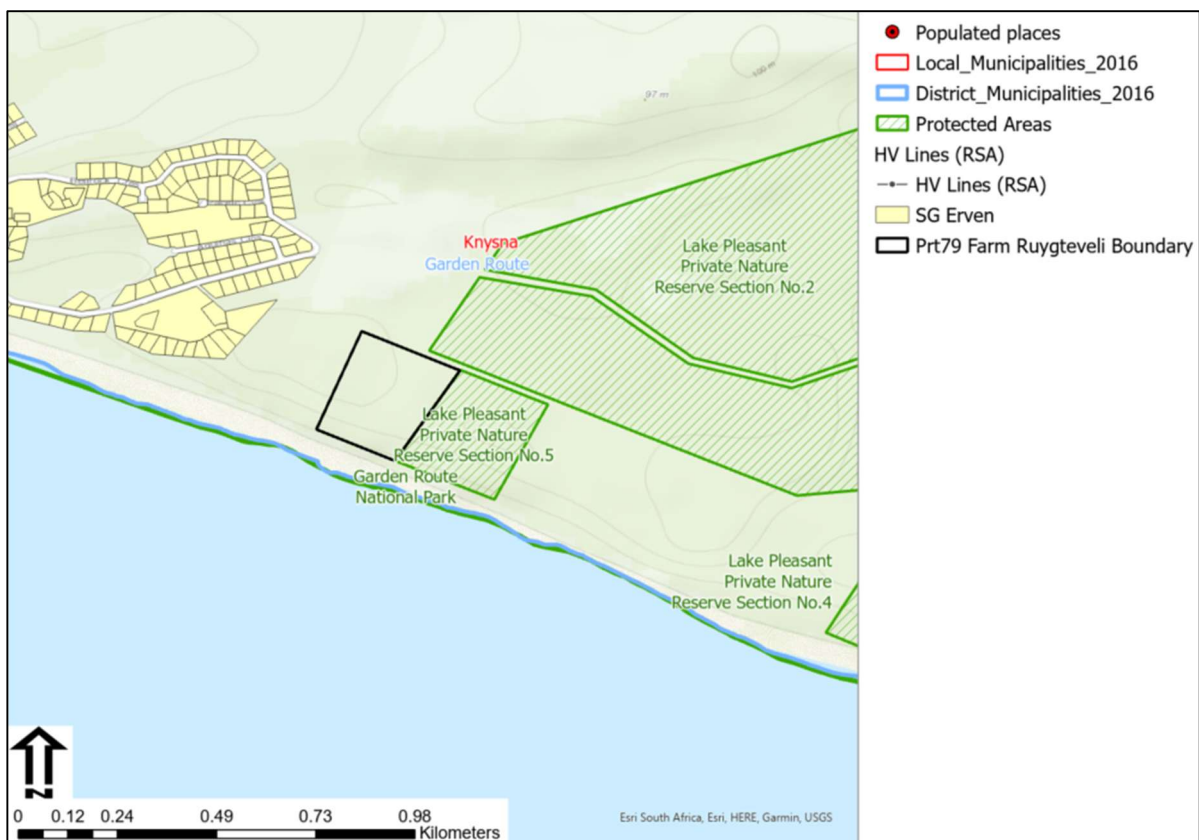 100 m
97 m
Knysna
Garden Route
Lake Pleasant
Private Nature
Reserve Section No.2
Lake Pleasant
Private Nature
Reserve Section No.5
Garden Route
National Park
Lake Pleasant
Private Nature
Reserve Section No.4
N
0 0.12 0.24 0.49 0.73 0.98
Kilometers
Esri South Africa, Esri, HERE, Garmin, USGS
Populated places
Local_Municipalities_2016
District_Municipalities_2016
Protected Areas
HV Lines (RSA)
HV Lines (RSA)
SG Erven
Prt79 Farm Ruygteveli Boundary